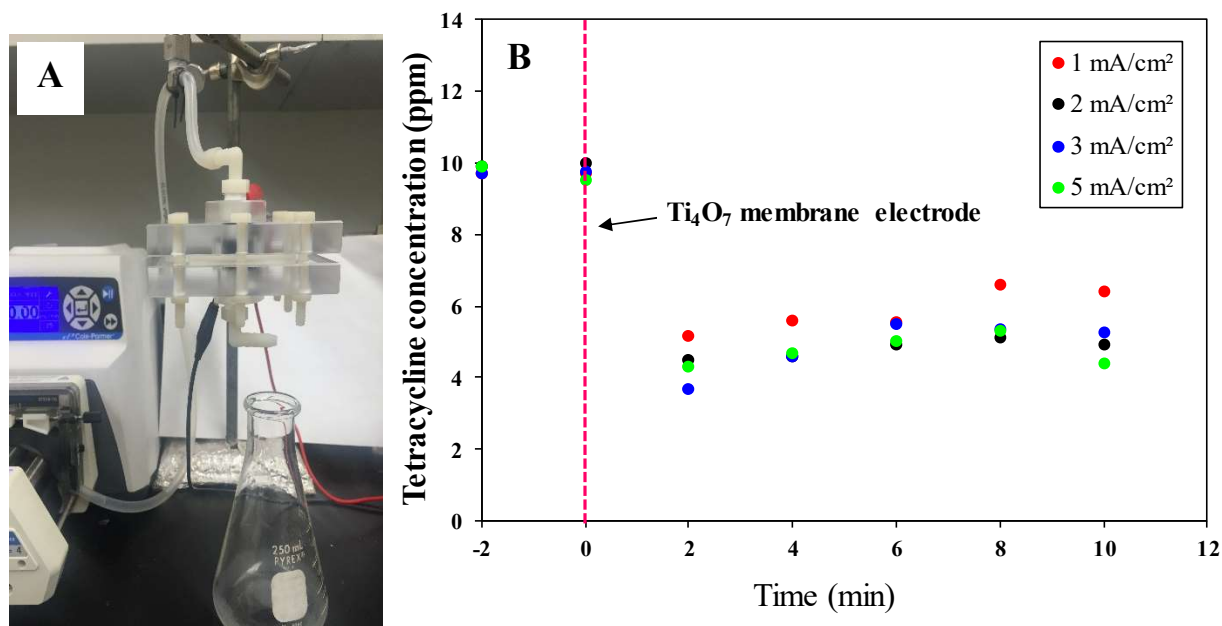 A
0.00
Cole-Parmer
250 mL
PYREX
B
Tetracycline concentration (ppm)
14
12
10
8
6
4
2
0
1 mA/cm²
2 mA/cm²
3 mA/cm²
5 mA/cm²
Ti₄O₇ membrane electrode
-2
0
2
4
6
8
10
12
Time (min)